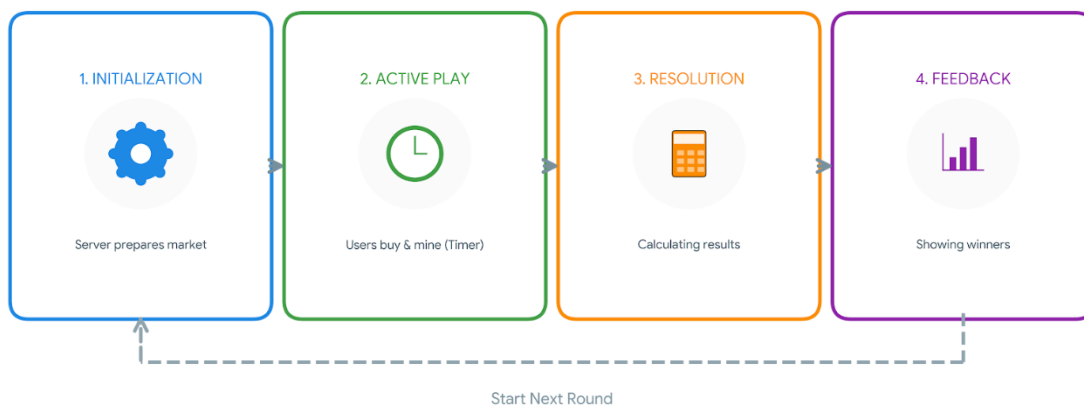 1. INITIALIZATION
2. ACTIVE PLAY
3. RESOLUTION
4. FEEDBACK
Server prepares market
Users buy & mine (Timer)
Calculating results
Showing winners
Start Next Round